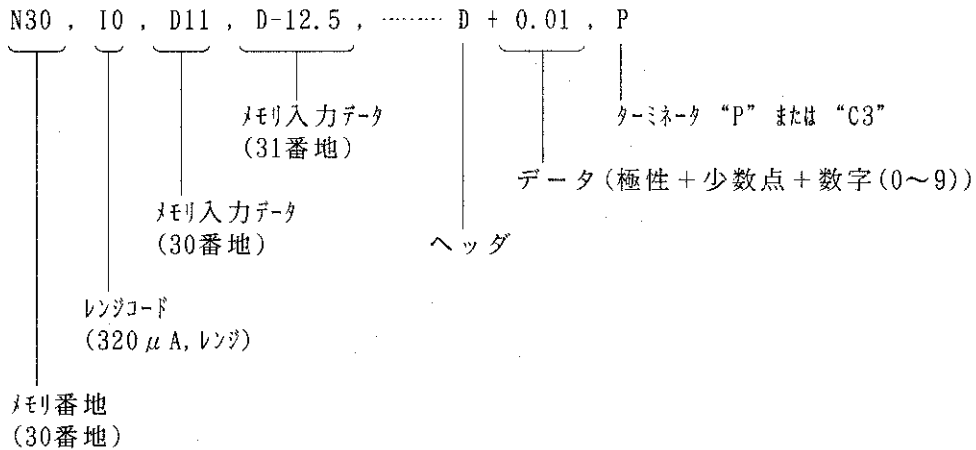 N30 , I0 , D11 , D-12.5 , ‥‥‥‥ D + 0.01 , P
メモリ入力データ
(31番地)
ターミネータ “P” または “C3”
データ(極性+少数点+数字(0〜9))
メモリ入力データ
(30番地)
ヘッダ
レンジコード
(320μA,レンジ)
メモリ番地
(30番地)